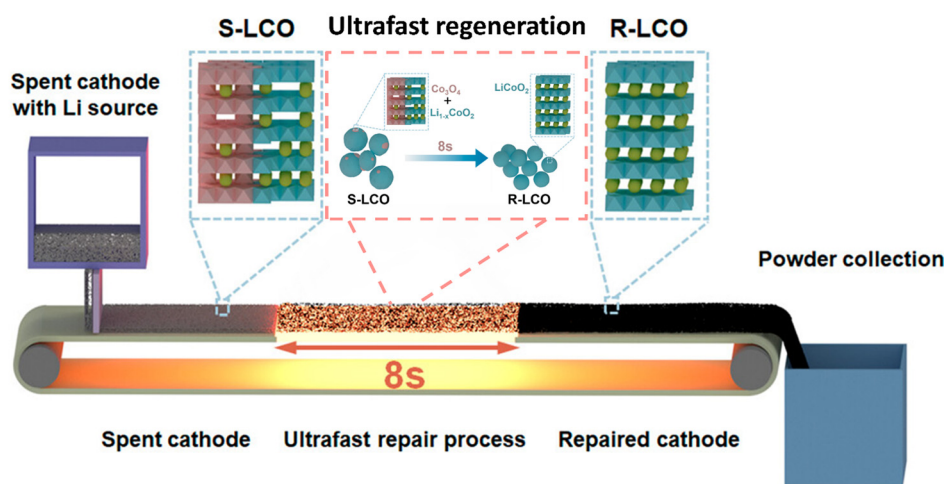 S-LCO
Ultrafast regeneration
R-LCO
Spent cathode
with Li source
Co₃O₄
+
Li₁₋ₓCoO₂
LiCoO₂
8s
S-LCO
R-LCO
Powder collection
8s
Spent cathode
Ultrafast repair process
Repaired cathode